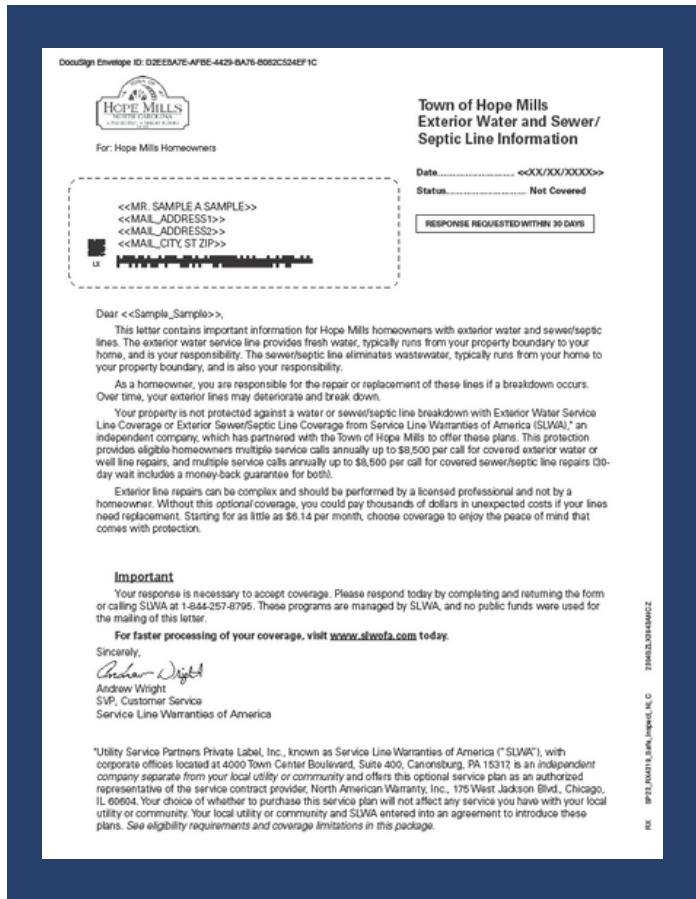 DocuSign Envelope ID: D2EE8A7E-AFBE-4429-BA76-B082C524EF1C
TOWN OF
HOPE MILLS
NORTH CAROLINA
For: Hope Mills Homeowners
Town of Hope Mills
Exterior Water and Sewer/
Septic Line Information
Date.......................... <<XX/XX/XXXX>>
Status........................... Not Covered
RESPONSE REQUESTED WITHIN 30 DAYS
<<MR. SAMPLE A SAMPLE>>
<<MAIL_ADDRESS1>>
<<MAIL_ADDRESS2>>
<<MAIL_CITY, ST ZIP>>
LX
Dear <<Sample_Sample>>,
This letter contains important information for Hope Mills homeowners with exterior water and sewer/septic
lines. The exterior water service line provides fresh water, typically runs from your property boundary to your
home, and is your responsibility. The sewer/septic line eliminates wastewater, typically runs from your home to
your property boundary, and is also your responsibility.
As a homeowner, you are responsible for the repair or replacement of these lines if a breakdown occurs.
Over time, your exterior lines may deteriorate and break down.
Your property is not protected against a water or sewer/septic line breakdown with Exterior Water Service
Line Coverage or Exterior Sewer/Septic Line Coverage from Service Line Warranties of America (SLWA),* an
independent company, which has partnered with the Town of Hope Mills to offer these plans. This protection
provides eligible homeowners multiple service calls annually up to $8,500 per call for covered exterior water or
well line repairs, and multiple service calls annually up to $8,500 per call for covered sewer/septic line repairs (30-
day wait includes a money-back guarantee for both).
Exterior line repairs can be complex and should be performed by a licensed professional and not by a
homeowner. Without this optional coverage, you could pay thousands of dollars in unexpected costs if your lines
need replacement. Starting for as little as $6.14 per month, choose coverage to enjoy the peace of mind that
comes with protection.
Important
Your response is necessary to accept coverage. Please respond today by completing and returning the form
or calling SLWA at 1-844-257-8795. These programs are managed by SLWA, and no public funds were used for
the mailing of this letter.
For faster processing of your coverage, visit www.slwofa.com today.
Sincerely,
Andrew Wright
Andrew Wright
SVP, Customer Service
Service Line Warranties of America
*Utility Service Partners Private Label, Inc., known as Service Line Warranties of America ("SLWA"), with
corporate offices located at 4000 Town Center Boulevard, Suite 400, Canonsburg, PA 15317, is an independent
company separate from your local utility or community and offers this optional service plan as an authorized
representative of the service contract provider, North American Warranty, Inc., 175 West Jackson Blvd., Chicago,
IL 60604. Your choice of whether to purchase this service plan will not affect any service you have with your local
utility or community. Your local utility or community and SLWA entered into an agreement to introduce these
plans. See eligibility requirements and coverage limitations in this package.
RX